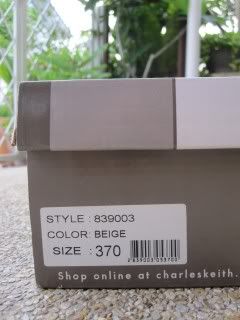 STYLE : 839003
COLOR: BEIGE
SIZE : 370
Shop online at charleskeith.